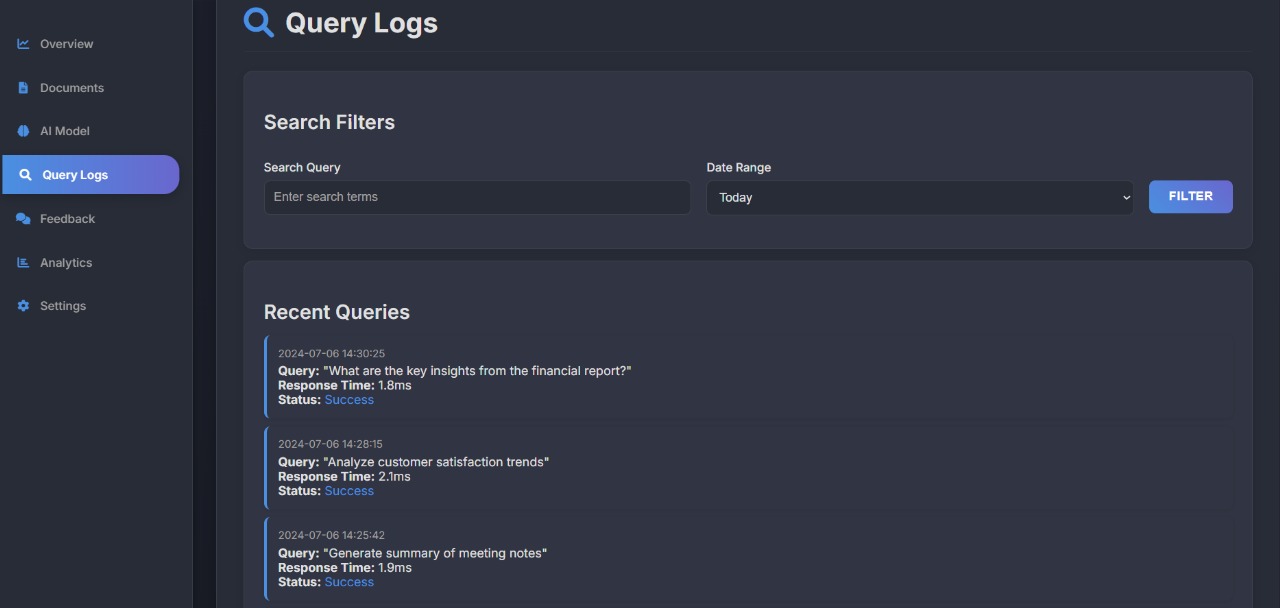 Overview
Documents
AI Model
Query Logs
Feedback
Analytics
Settings
Query Logs
Search Filters
Search Query
Enter search terms
Date Range
Today
FILTER
Recent Queries
2024-07-06 14:30:25
Query: "What are the key insights from the financial report?"
Response Time: 1.8ms
Status: Success
2024-07-06 14:28:15
Query: "Analyze customer satisfaction trends"
Response Time: 2.1ms
Status: Success
2024-07-06 14:25:42
Query: "Generate summary of meeting notes"
Response Time: 1.9ms
Status: Success